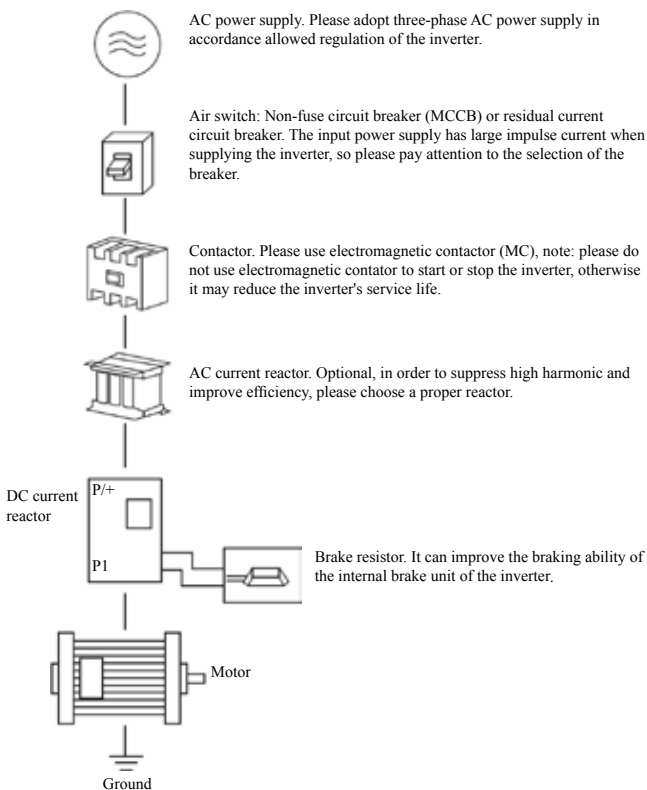 AC power supply. Please adopt three-phase AC power supply in
accordance allowed regulation of the inverter.
Air switch: Non-fuse circuit breaker (MCCB) or residual current
circuit breaker. The input power supply has large impulse current when
supplying the inverter, so please pay attention to the selection of the
breaker.
Contactor. Please use electromagnetic contactor (MC), note: please do
not use electromagnetic contator to start or stop the inverter, otherwise
it may reduce the inverter's service life.
AC current reactor. Optional, in order to suppress high harmonic and
improve efficiency, please choose a proper reactor.
DC current
reactor
P/+
P1
Brake resistor. It can improve the braking ability of
the internal brake unit of the inverter.
Motor
Ground